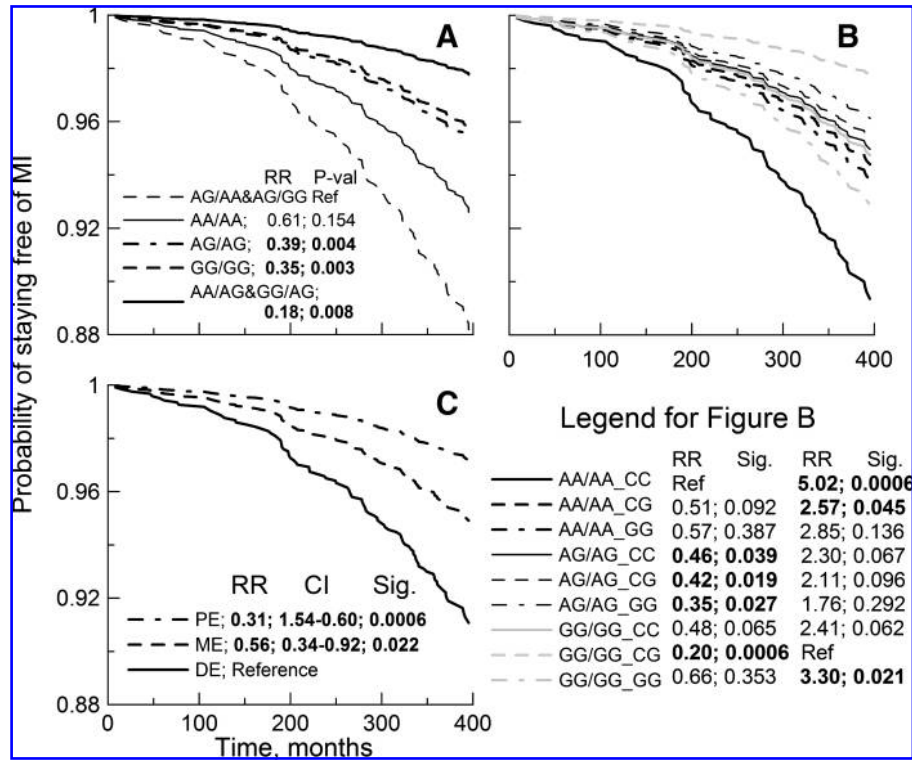 Probability of staying free of MI
1
0.96
0.92
0.88
A
RR P-val
AG/AA&AG/GG Ref
AA/AA; 0.61; 0.154
AG/AG; 0.39; 0.004
GG/GG; 0.35; 0.003
AA/AG&GG/AG;
0.18; 0.008
B
0 100 200 300 400
1
0.96
0.92
0.88
C
RR CI Sig.
PE; 0.31; 1.54-0.60; 0.0006
ME; 0.56; 0.34-0.92; 0.022
DE; Reference
0 100 200 300 400
Time, months
Legend for Figure B
RR Sig. RR Sig.
AA/AA_CC Ref 5.02; 0.0006
AA/AA_CG 0.51; 0.092 2.57; 0.045
AA/AA_GG 0.57; 0.387 2.85; 0.136
AG/AG_CC 0.46; 0.039 2.30; 0.067
AG/AG_CG 0.42; 0.019 2.11; 0.096
AG/AG_GG 0.35; 0.027 1.76; 0.292
GG/GG_CC 0.48; 0.065 2.41; 0.062
GG/GG_CG 0.20; 0.0006 Ref
GG/GG_GG 0.66; 0.353 3.30; 0.021